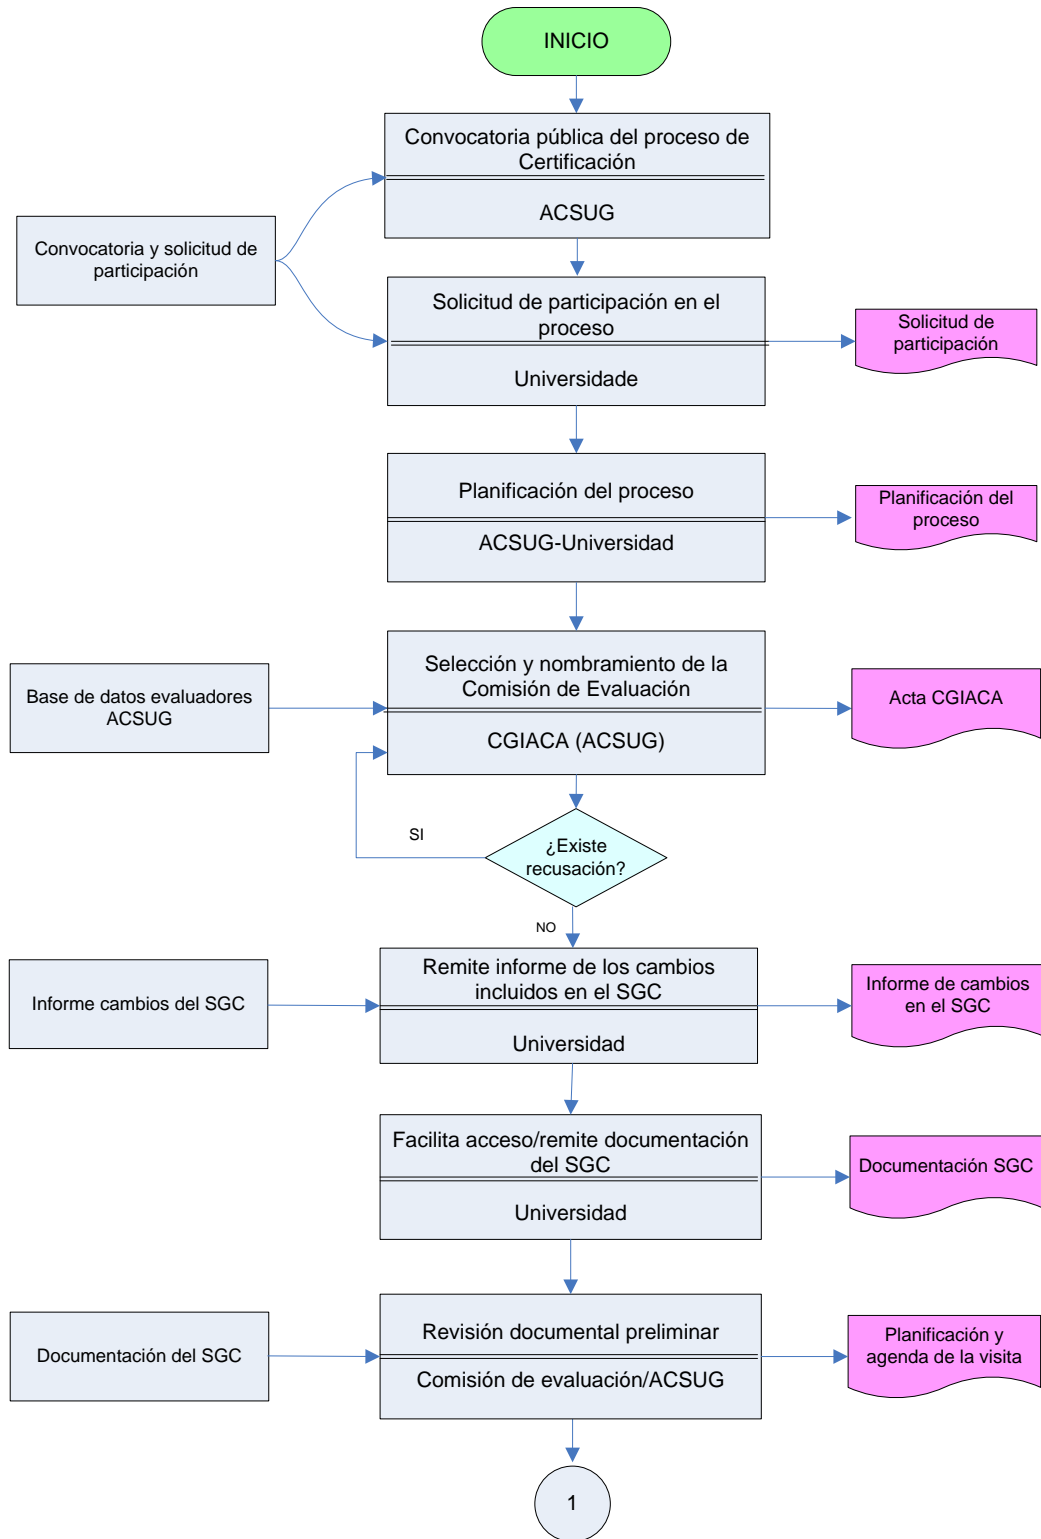 INICIO
Convocatoria pública del proceso de
Certificación
ACSUG
Convocatoria y solicitud de
participación
Solicitud de participación en el
proceso
Universidade
Solicitud de
participación
Planificación del proceso
ACSUG-Universidad
Planificación del
proceso
Base de datos evaluadores
ACSUG
Selección y nombramiento de la
Comisión de Evaluación
CGIACA (ACSUG)
Acta CGIACA
SI
¿Existe
recusación?
NO
Informe cambios del SGC
Remite informe de los cambios
incluidos en el SGC
Universidad
Informe de cambios
en el SGC
Facilita acceso/remite documentación
del SGC
Universidad
Documentación SGC
Documentación del SGC
Revisión documental preliminar
Comisión de evaluación/ACSUG
Planificación y
agenda de la visita
1